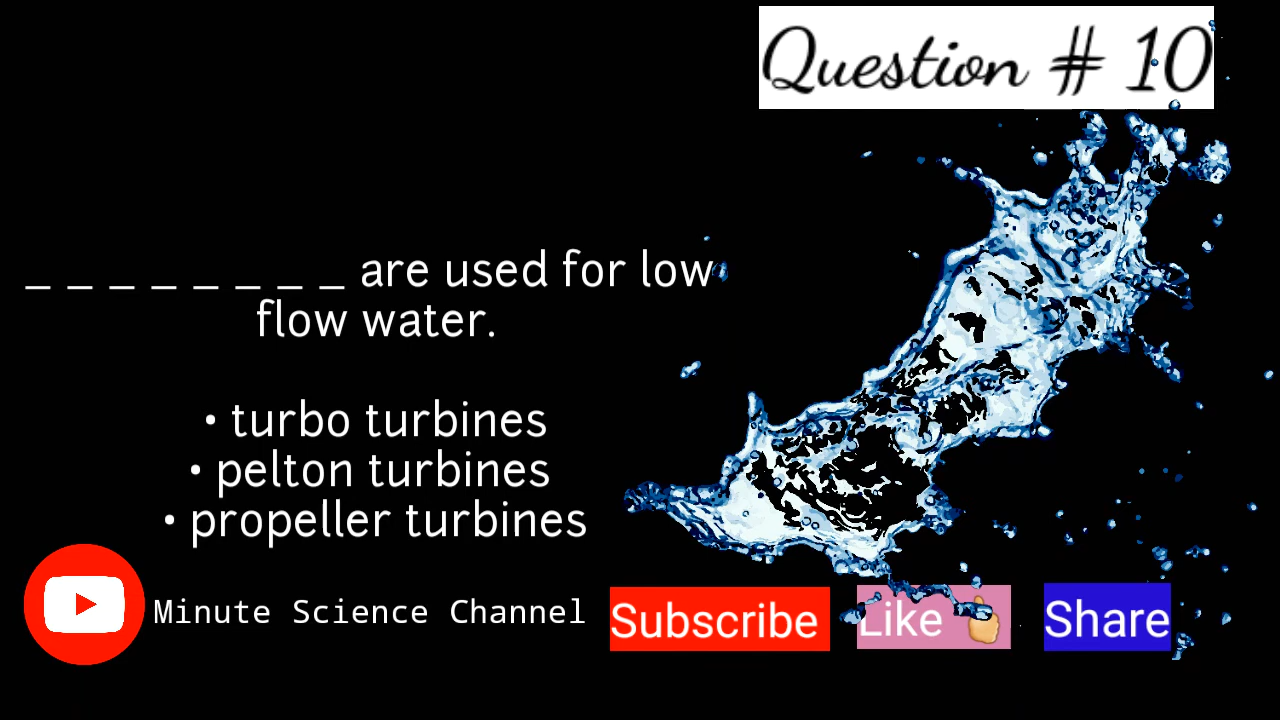 Question # 10
_ _ _ _ _ _ _ _ are used for low
flow water.
• turbo turbines
• pelton turbines
• propeller turbines
Minute Science Channel
Subscribe
Like 👍
Share